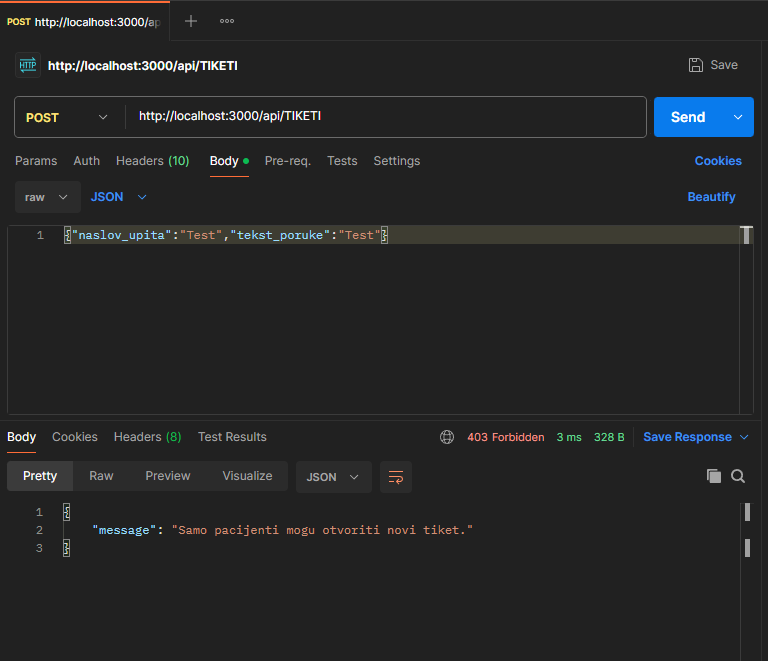 POST http://localhost:3000/ap
HTTP http://localhost:3000/api/TIKETI Save
POST http://localhost:3000/api/TIKETI Send
Params Auth Headers (10) Body Pre-req. Tests Settings Cookies
raw JSON Beautify
1 {"naslov_upita":"Test","tekst_poruke":"Test"}
Body Cookies Headers (8) Test Results 403 Forbidden 3 ms 328 B Save Response
Pretty Raw Preview Visualize JSON
1 {
2 "message": "Samo pacijenti mogu otvoriti novi tiket."
3 }